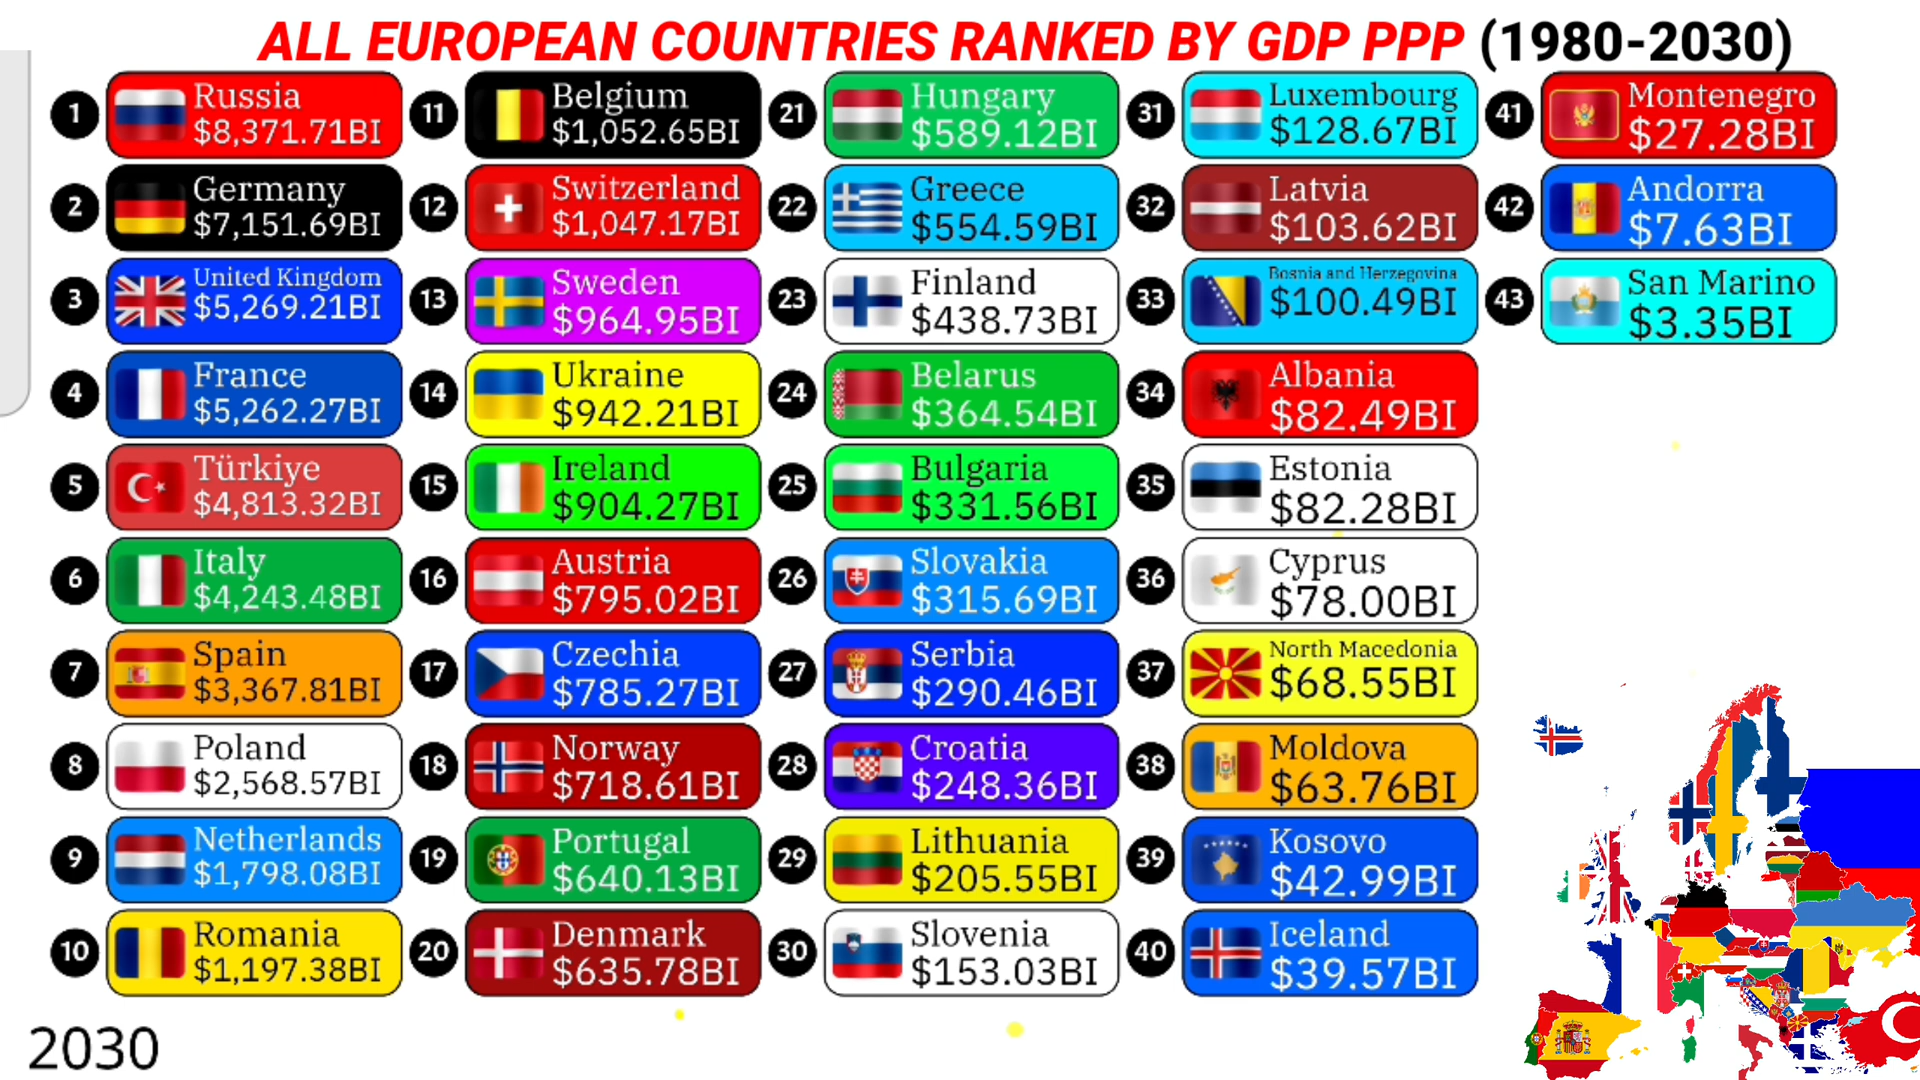 ALL EUROPEAN COUNTRIES RANKED BY GDP PPP (1980-2030)
1
Russia
$8,371.71BI
2
Germany
$7,151.69BI
3
United Kingdom
$5,269.21BI
4
France
$5,262.27BI
5
Türkiye
$4,813.32BI
6
Italy
$4,243.48BI
7
Spain
$3,367.81BI
8
Poland
$2,568.57BI
9
Netherlands
$1,798.08BI
10
Romania
$1,197.38BI
11
Belgium
$1,052.65BI
12
Switzerland
$1,047.17BI
13
Sweden
$964.95BI
14
Ukraine
$942.21BI
15
Ireland
$904.27BI
16
Austria
$795.02BI
17
Czechia
$785.27BI
18
Norway
$718.61BI
19
Portugal
$640.13BI
20
Denmark
$635.78BI
21
Hungary
$589.12BI
22
Greece
$554.59BI
23
Finland
$438.73BI
24
Belarus
$364.54BI
25
Bulgaria
$331.56BI
26
Slovakia
$315.69BI
27
Serbia
$290.46BI
28
Croatia
$248.36BI
29
Lithuania
$205.55BI
30
Slovenia
$153.03BI
31
Luxembourg
$128.67BI
32
Latvia
$103.62BI
33
Bosnia and Herzegovina
$100.49BI
34
Albania
$82.49BI
35
Estonia
$82.28BI
36
Cyprus
$78.00BI
37
North Macedonia
$68.55BI
38
Moldova
$63.76BI
39
Kosovo
$42.99BI
40
Iceland
$39.57BI
41
Montenegro
$27.28BI
42
Andorra
$7.63BI
43
San Marino
$3.35BI
2030